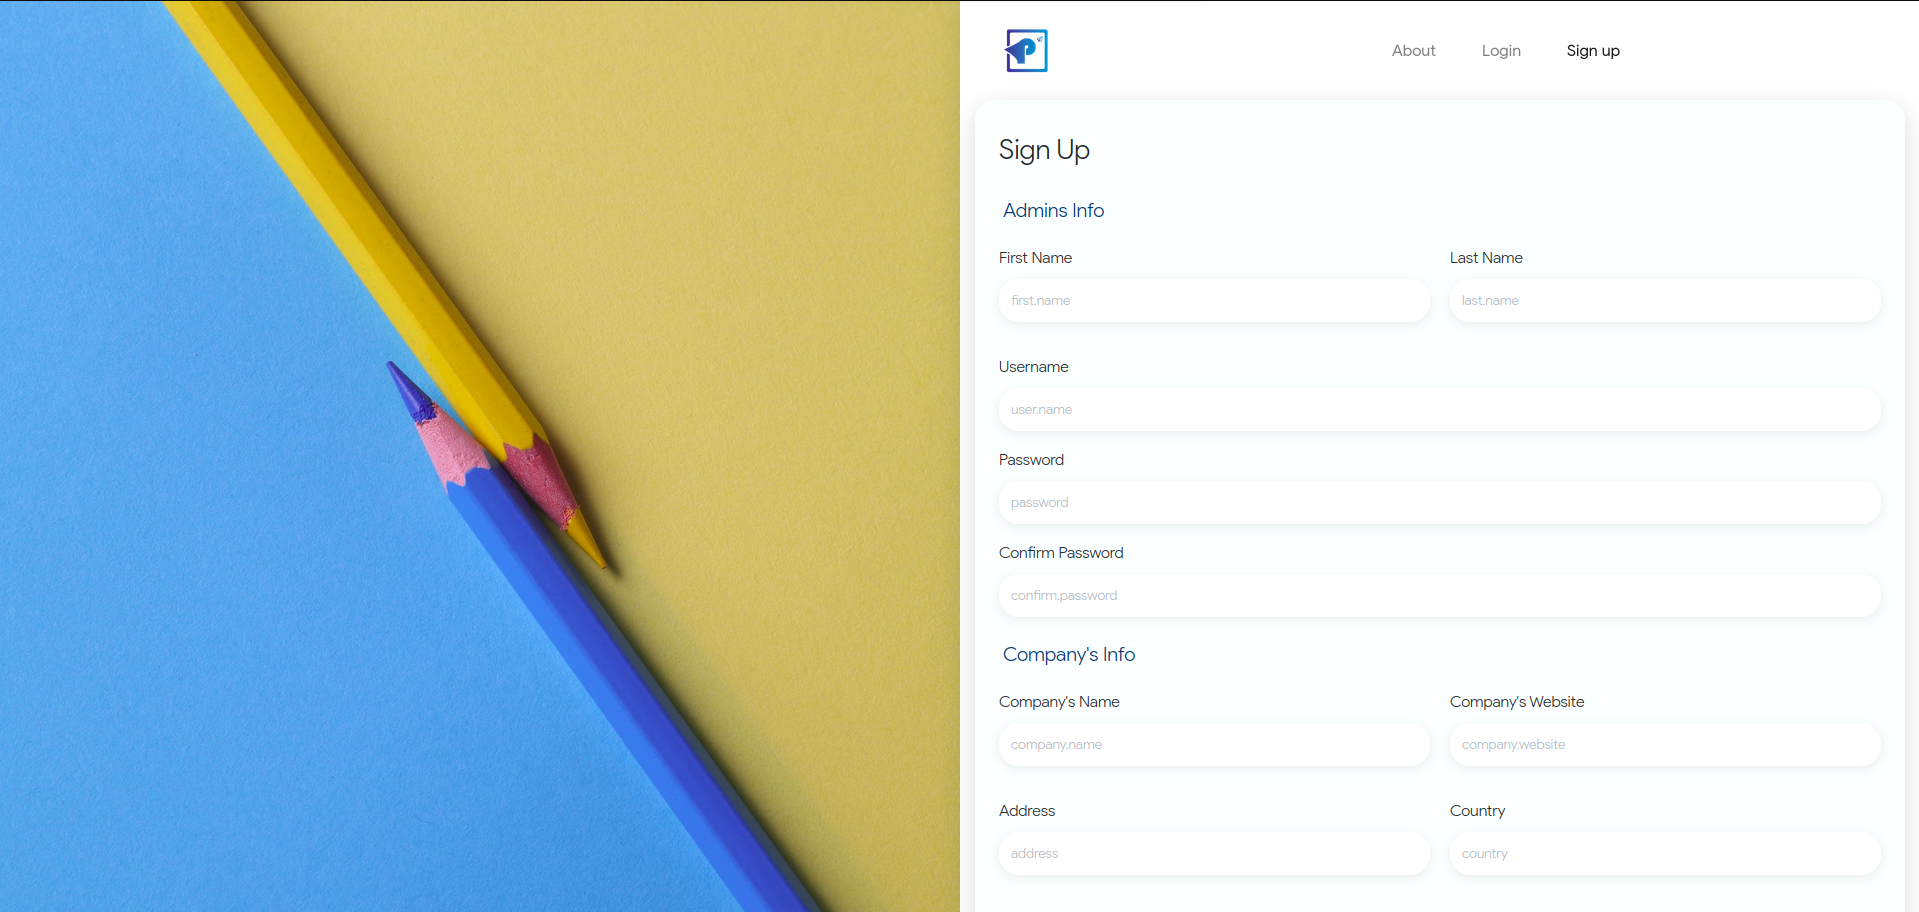 P
About Login Sign up
Sign Up
Admins Info
First Name Last Name
first.name last.name
Username
user.name
Password
password
Confirm Password
confirm.password
Company's Info
Company's Name Company's Website
company.name company.website
Address Country
address country